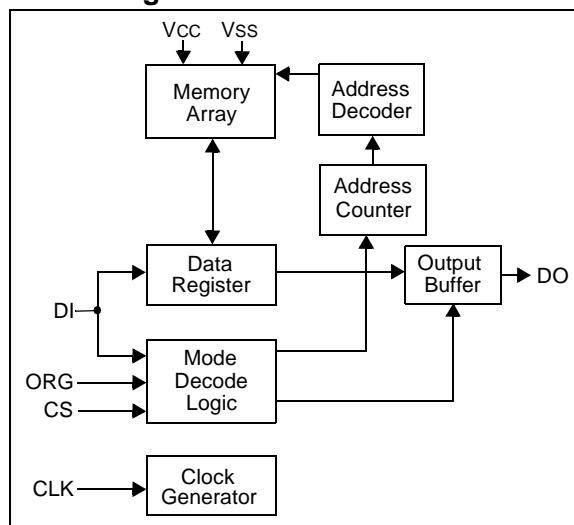 VCC VSS
Memory
Array
Address
Decoder
Address
Counter
Data
Register
Output
Buffer
DO
DI
Mode
Decode
Logic
ORG
CS
CLK
Clock
Generator